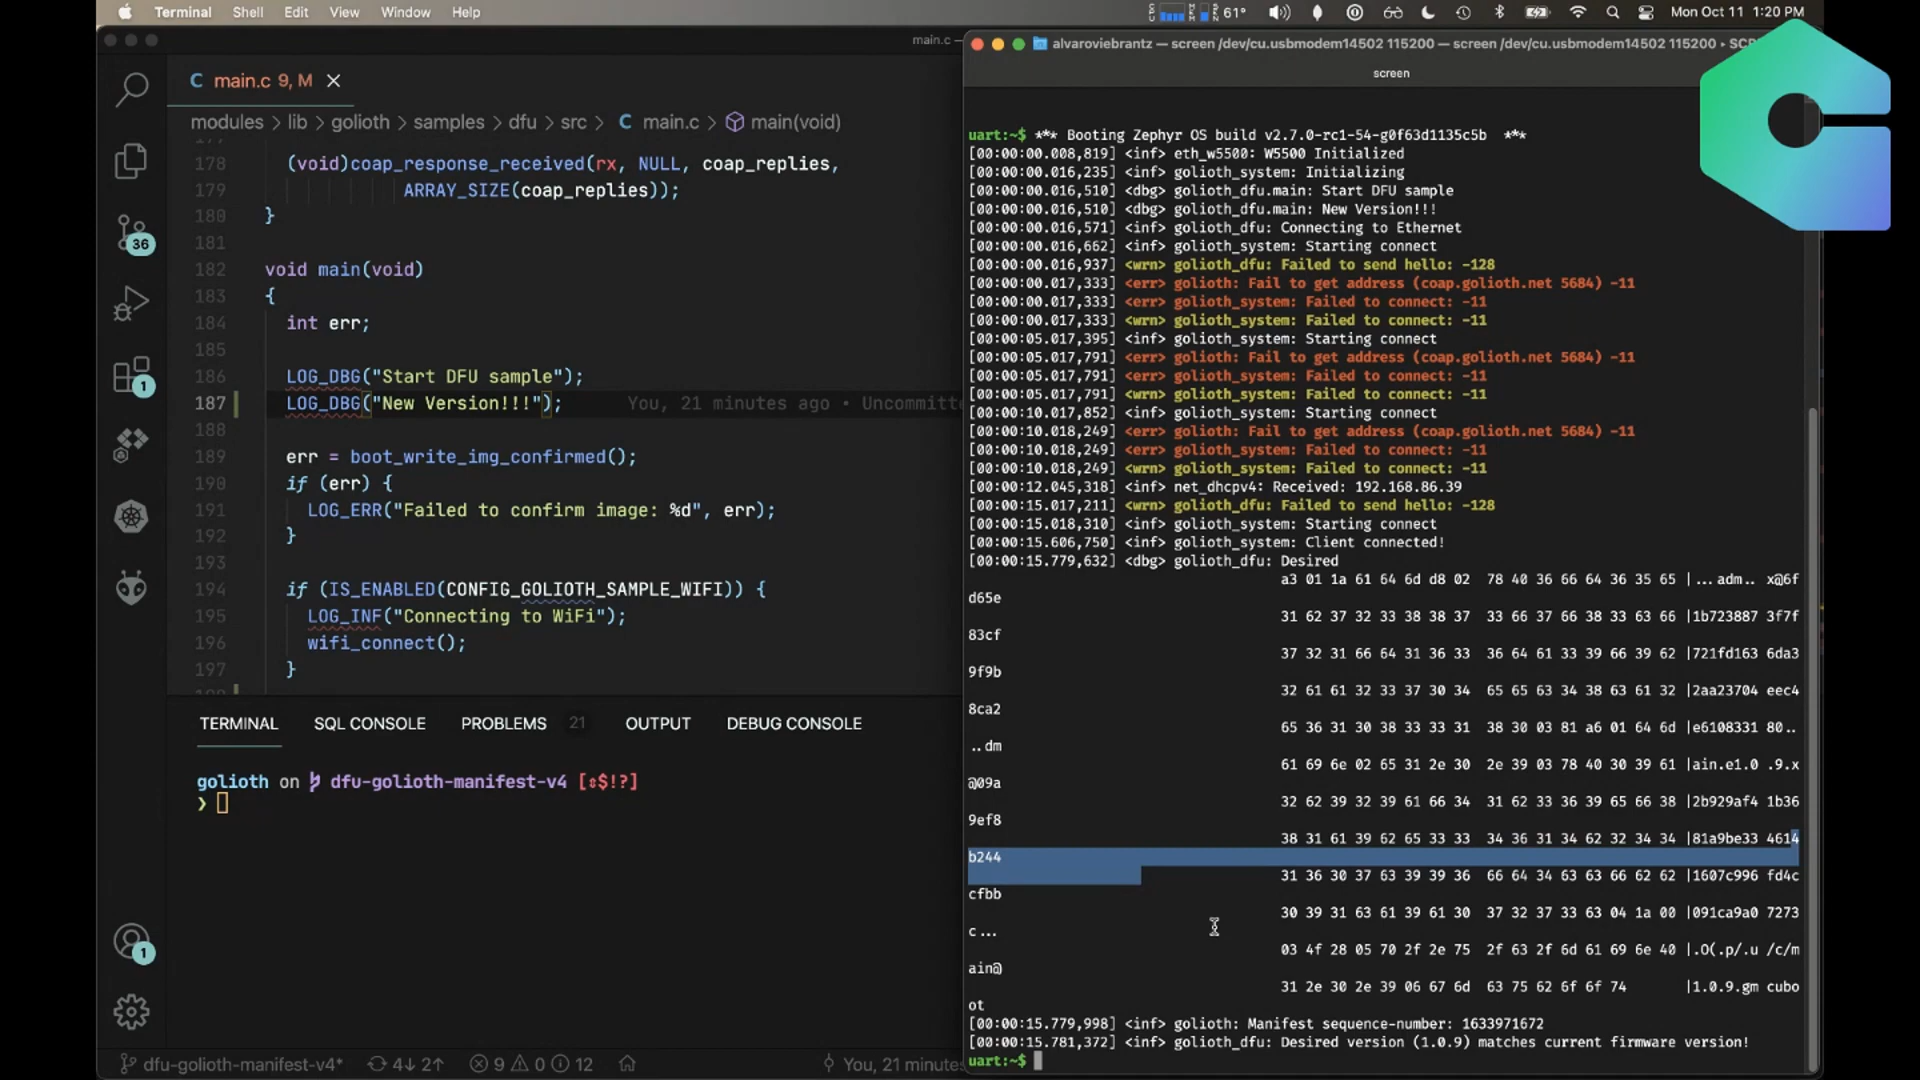 Terminal Shell Edit View Window Help
61° Mon Oct 11 1:20 PM
main.c —
C main.c 9, M ×
modules > lib > golioth > samples > dfu > src > C main.c > main(void)
178 (void)coap_response_received(rx, NULL, coap_replies,
179 ARRAY_SIZE(coap_replies));
180 }
181
182 void main(void)
183 {
184 int err;
185
186 LOG_DBG("Start DFU sample");
187 LOG_DBG("New Version!!!"); You, 21 minutes ago • Uncommitte
188
189 err = boot_write_img_confirmed();
190 if (err) {
191 LOG_ERR("Failed to confirm image: %d", err);
192 }
193
194 if (IS_ENABLED(CONFIG_GOLIOTH_SAMPLE_WIFI)) {
195 LOG_INF("Connecting to WiFi");
196 wifi_connect();
197 }
36
1
1
TERMINAL SQL CONSOLE PROBLEMS 21 OUTPUT DEBUG CONSOLE
golioth on dfu-golioth-manifest-v4 [⇕$!?]
❯
dfu-golioth-manifest-v4* 4↓ 2↑ 9 0 12 You, 21 minutes
alvaroviebrantz — screen /dev/cu.usbmodem14502 115200 — screen /dev/cu.usbmodem14502 115200 ▸ SC
screen
uart:~$ *** Booting Zephyr OS build v2.7.0-rc1-54-g0f63d1135c5b ***
[00:00:00.008,819] <inf> eth_w5500: W5500 Initialized
[00:00:00.016,235] <inf> golioth_system: Initializing
[00:00:00.016,510] <dbg> golioth_dfu.main: Start DFU sample
[00:00:00.016,510] <dbg> golioth_dfu.main: New Version!!!
[00:00:00.016,571] <inf> golioth_dfu: Connecting to Ethernet
[00:00:00.016,662] <inf> golioth_system: Starting connect
[00:00:00.016,937] <wrn> golioth_dfu: Failed to send hello: -128
[00:00:00.017,333] <err> golioth: Fail to get address (coap.golioth.net 5684) -11
[00:00:00.017,333] <err> golioth_system: Failed to connect: -11
[00:00:00.017,333] <wrn> golioth_system: Failed to connect: -11
[00:00:05.017,395] <inf> golioth_system: Starting connect
[00:00:05.017,791] <err> golioth: Fail to get address (coap.golioth.net 5684) -11
[00:00:05.017,791] <err> golioth_system: Failed to connect: -11
[00:00:05.017,791] <wrn> golioth_system: Failed to connect: -11
[00:00:10.017,852] <inf> golioth_system: Starting connect
[00:00:10.018,249] <err> golioth: Fail to get address (coap.golioth.net 5684) -11
[00:00:10.018,249] <err> golioth_system: Failed to connect: -11
[00:00:10.018,249] <wrn> golioth_system: Failed to connect: -11
[00:00:12.045,318] <inf> net_dhcpv4: Received: 192.168.86.39
[00:00:15.017,211] <wrn> golioth_dfu: Failed to send hello: -128
[00:00:15.018,310] <inf> golioth_system: Starting connect
[00:00:15.606,750] <inf> golioth_system: Client connected!
[00:00:15.779,632] <dbg> golioth_dfu: Desired
a3 01 1a 61 64 6d d8 02 78 40 36 66 64 36 35 65 |...adm.. x@6f
d65e
31 62 37 32 33 38 38 37 33 66 37 66 38 33 63 66 |1b723887 3f7f
83cf
37 32 31 66 64 31 36 33 36 64 61 33 39 66 39 62 |721fd163 6da3
9f9b
32 61 61 32 33 37 30 34 65 65 63 34 38 63 61 32 |2aa23704 eec4
8ca2
65 36 31 30 38 33 33 31 38 30 03 81 a6 01 64 6d |e6108331 80..
..dm
61 69 6e 02 65 31 2e 30 2e 39 03 78 40 30 39 61 |ain.e1.0 .9.x
@09a
32 62 39 32 39 61 66 34 31 62 33 36 39 65 66 38 |2b929af4 1b36
9ef8
38 31 61 39 62 65 33 33 34 36 31 34 62 32 34 34 |81a9be33 4614
b244
31 36 30 37 63 39 39 36 66 64 34 63 63 66 62 62 |1607c996 fd4c
cfbb
30 39 31 63 61 39 61 30 37 32 37 33 63 04 1a 00 |091ca9a0 7273
c...
03 4f 28 05 70 2f 2e 75 2f 63 2f 6d 61 69 6e 40 |.O(.p/.u /c/m
ain@
31 2e 30 2e 39 06 67 6d 63 75 62 6f 6f 74 |1.0.9.gm cubo
ot
[00:00:15.779,998] <inf> golioth: Manifest sequence-number: 1633971672
[00:00:15.781,372] <inf> golioth_dfu: Desired version (1.0.9) matches current firmware version!
uart:~$